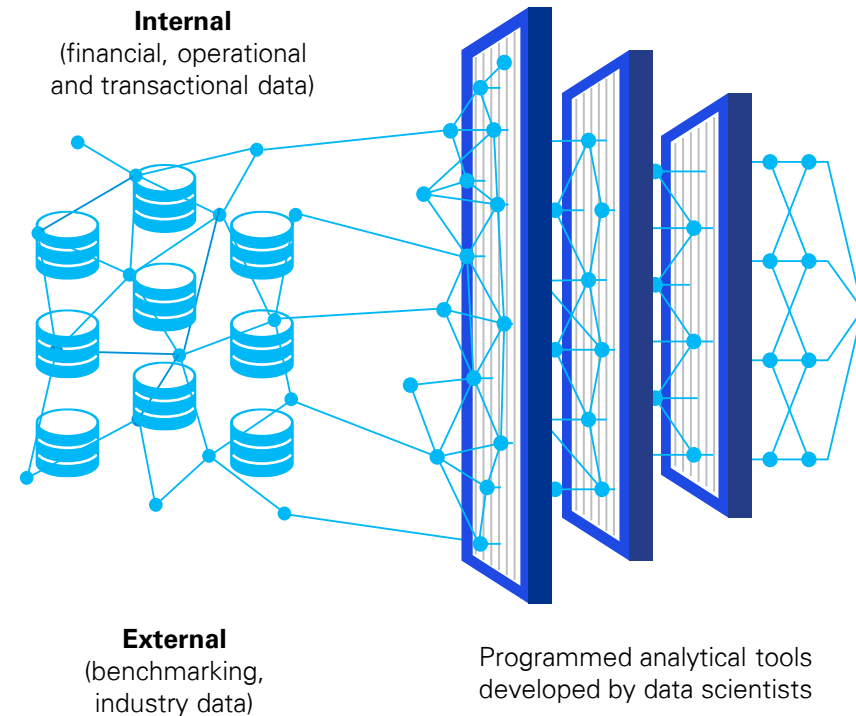 Internal
(financial, operational
and transactional data)
External
(benchmarking,
industry data)
Programmed analytical tools
developed by data scientists